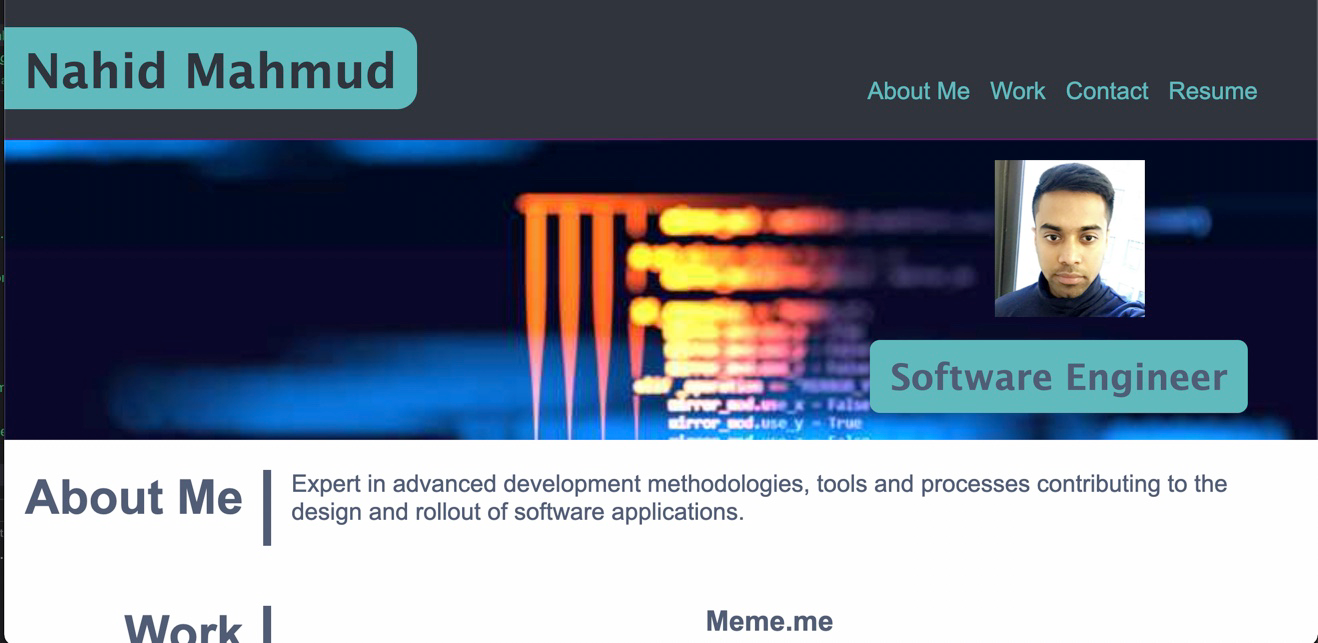 Nahid Mahmud
About Me Work Contact Resume
mirror_mod.use_x = False
mirror_mod.use_y = True
Software Engineer
About Me
Expert in advanced development methodologies, tools and processes contributing to the
design and rollout of software applications.
Work
Meme.me